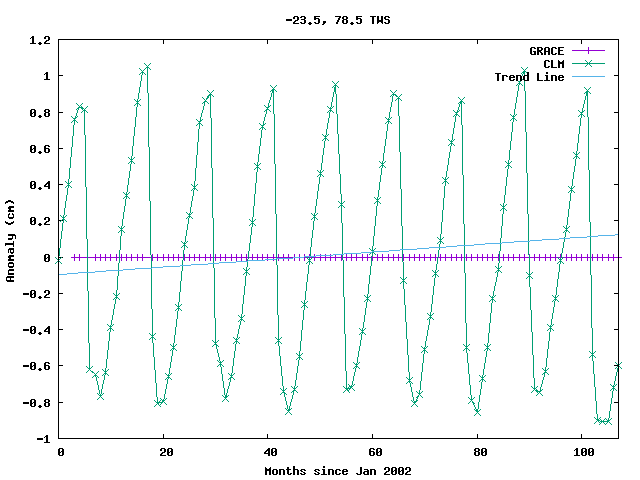 -23.5, 78.5 TWS
GRACE
CLM
Trend Line
1.2
1
0.8
0.6
0.4
0.2
0
-0.2
-0.4
-0.6
-0.8
-1
Anomaly (cm)
0 20 40 60 80 100
Months since Jan 2002